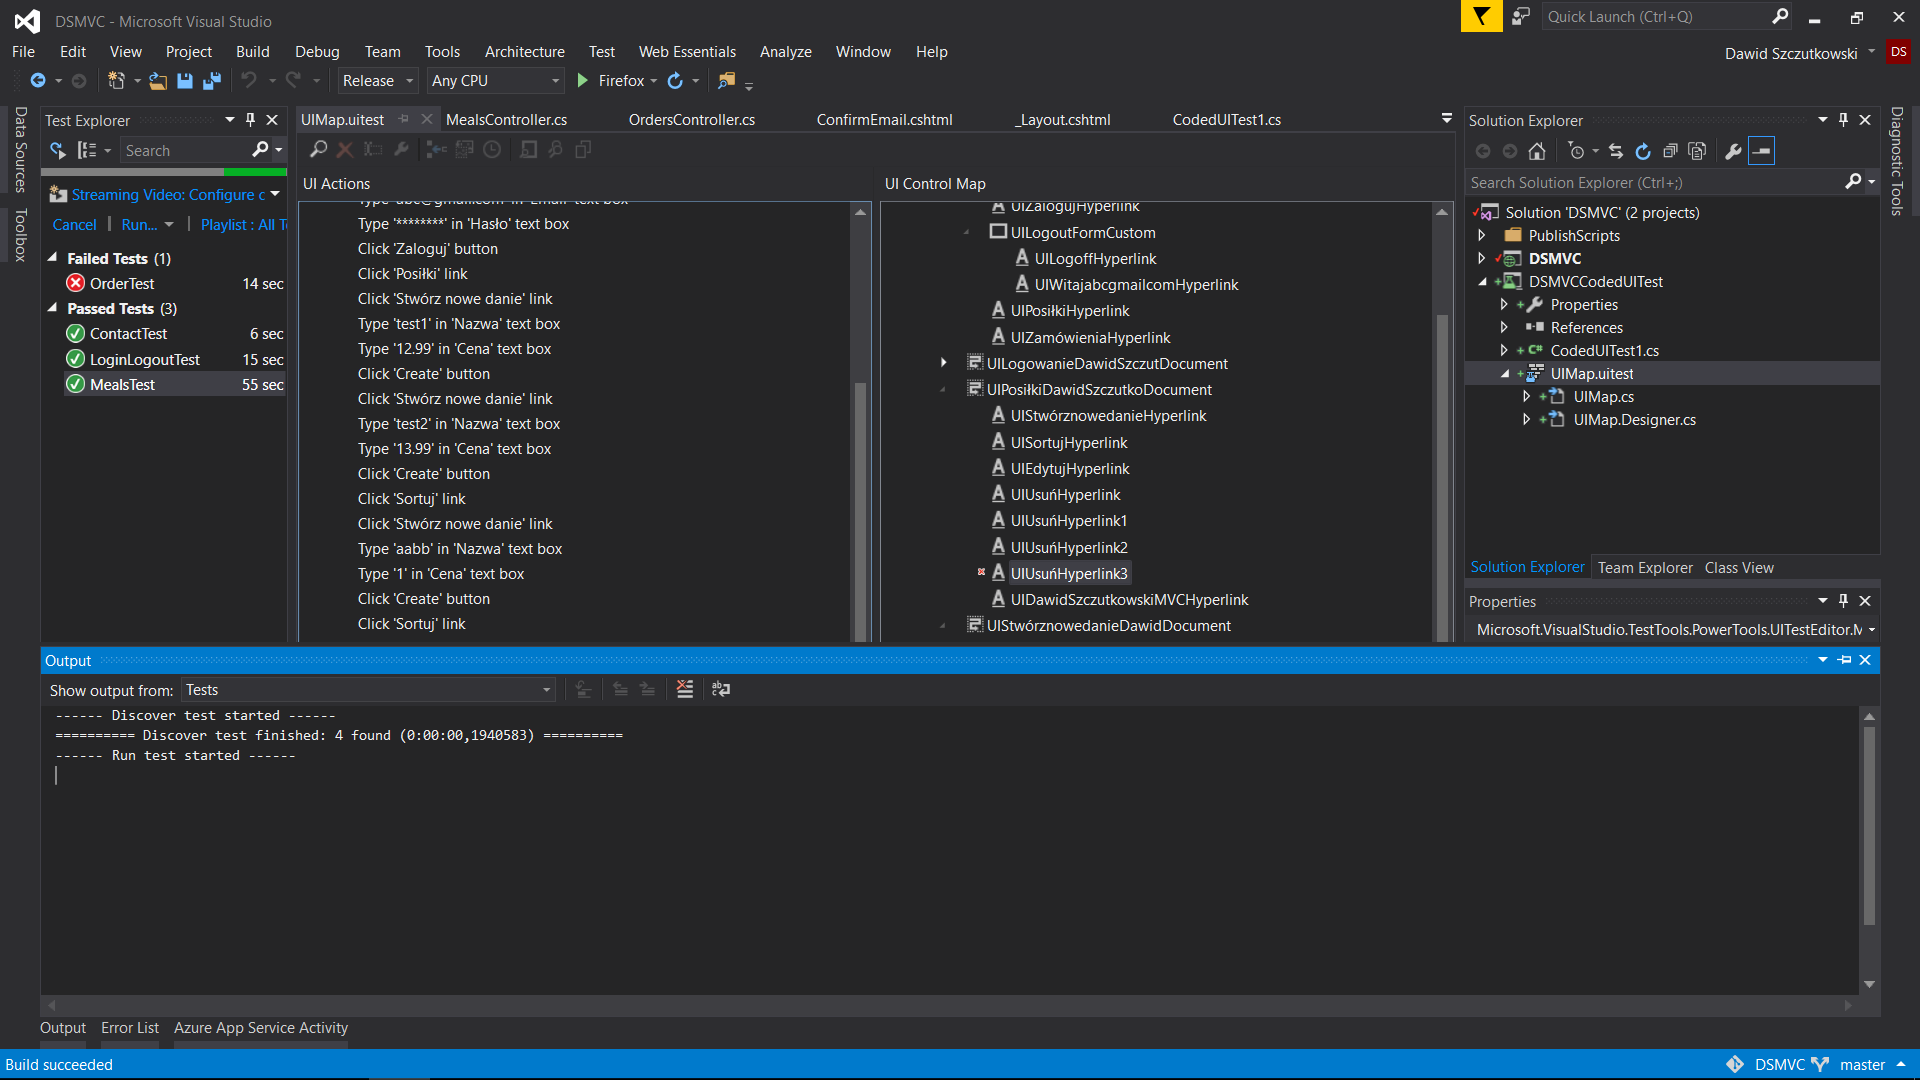 DSMVC - Microsoft Visual Studio
Quick Launch (Ctrl+Q)
File Edit View Project Build Debug Team Tools Architecture Test Web Essentials Analyze Window Help
Dawid Szczutkowski DS
Release Any CPU Firefox
Data Sources
Toolbox
Test Explorer
Search
Streaming Video: Configure c
Cancel Run... Playlist : All T
Failed Tests (1)
OrderTest 14 sec
Passed Tests (3)
ContactTest 6 sec
LoginLogoutTest 15 sec
MealsTest 55 sec
UIMap.uitest MealsController.cs OrdersController.cs ConfirmEmail.cshtml _Layout.cshtml CodedUITest1.cs
UI Actions
Type 'abc@gmail.com' in 'Email' text box
Type '********' in 'Hasło' text box
Click 'Zaloguj' button
Click 'Posiłki' link
Click 'Stwórz nowe danie' link
Type 'test1' in 'Nazwa' text box
Type '12.99' in 'Cena' text box
Click 'Create' button
Click 'Stwórz nowe danie' link
Type 'test2' in 'Nazwa' text box
Type '13.99' in 'Cena' text box
Click 'Create' button
Click 'Sortuj' link
Click 'Stwórz nowe danie' link
Type 'aabb' in 'Nazwa' text box
Type '1' in 'Cena' text box
Click 'Create' button
Click 'Sortuj' link
UI Control Map
UIZalogujHyperlink
UILogoutFormCustom
UILogoffHyperlink
UIWitajabcgmailcomHyperlink
UIPosiłkiHyperlink
UIZamówieniaHyperlink
UILogowanieDawidSzczutDocument
UIPosiłkiDawidSzczutkoDocument
UIStwórznowedanieHyperlink
UISortujHyperlink
UIEdytujHyperlink
UIUsuńHyperlink
UIUsuńHyperlink1
UIUsuńHyperlink2
UIUsuńHyperlink3
UIDawidSzczutkowskiMVCHyperlink
UIStwórznowedanieDawidDocument
Solution Explorer
Search Solution Explorer (Ctrl+;)
Solution 'DSMVC' (2 projects)
PublishScripts
DSMVC
DSMVCCodedUITest
Properties
References
C# CodedUITest1.cs
UIMap.uitest
UIMap.cs
UIMap.Designer.cs
Solution Explorer Team Explorer Class View
Properties
Microsoft.VisualStudio.TestTools.PowerTools.UITestEditor.M
Diagnostic Tools
Output
Show output from: Tests
------ Discover test started ------
========== Discover test finished: 4 found (0:00:00,1940583) ==========
------ Run test started ------
Output Error List Azure App Service Activity
Build succeeded
DSMVC master